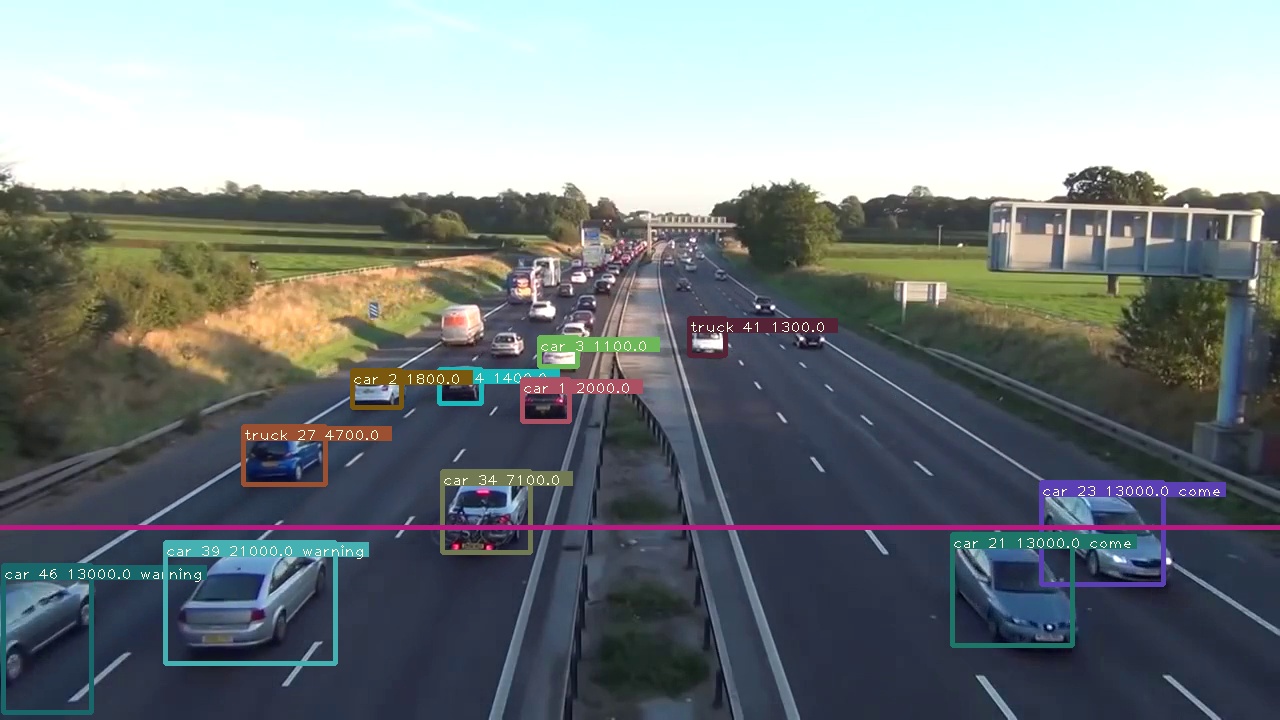 truck 41 1300.0
car 3 1100.0
car 2 1800.0
4 1400.0
car 1 2000.0
truck 27 4700.0
car 34 7100.0
car 23 13000.0 come
car 21 13000.0 come
car 39 21000.0 warning
car 46 13000.0 warning